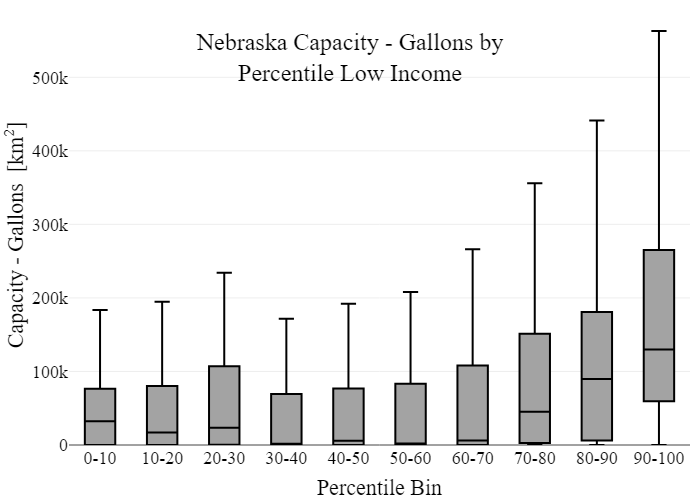 Nebraska Capacity - Gallons by
Percentile Low Income
Capacity - Gallons [km²]
500k
400k
300k
200k
100k
0
0-10 10-20 20-30 30-40 40-50 50-60 60-70 70-80 80-90 90-100
Percentile Bin